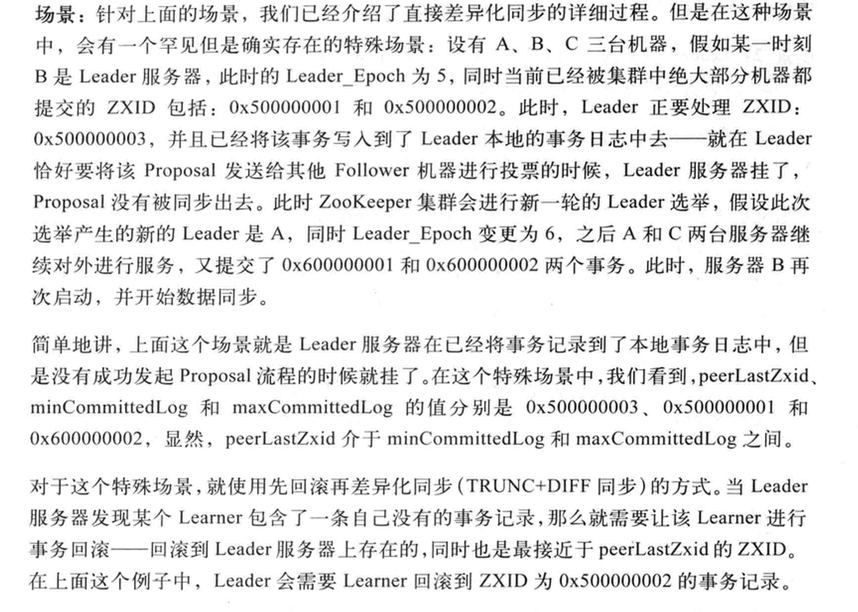 场景：针对上面的场景，我们已经介绍了直接差异化同步的详细过程。但是在这种场景
中，会有一个罕见但是确实存在的特殊场景：设有 A、B、C 三台机器，假如某一时刻
B 是 Leader 服务器，此时的 Leader_Epoch 为 5，同时当前已经被集群中绝大部分机器都
提交的 ZXID 包括：0x500000001 和 0x500000002。此时，Leader 正要处理 ZXID：
0x500000003，并且已经将该事务写入到了 Leader 本地的事务日志中去——就在 Leader
恰好要将该 Proposal 发送给其他 Follower 机器进行投票的时候，Leader 服务器挂了，
Proposal 没有被同步出去。此时 ZooKeeper 集群会进行新一轮的 Leader 选举，假设此次
选举产生的新的 Leader 是 A，同时 Leader_Epoch 变更为 6，之后 A 和 C 两台服务器继
续对外进行服务，又提交了 0x600000001 和 0x600000002 两个事务。此时，服务器 B 再
次启动，并开始数据同步。
简单地讲，上面这个场景就是 Leader 服务器在已经将事务记录到了本地事务日志中，但
是没有成功发起 Proposal 流程的时候就挂了。在这个特殊场景中，我们看到，peerLastZxid、
minCommittedLog 和 maxCommittedLog 的值分别是 0x500000003、0x500000001 和
0x600000002，显然，peerLastZxid 介于 minCommittedLog 和 maxCommittedLog 之间。
对于这个特殊场景，就使用先回滚再差异化同步（TRUNC+DIFF 同步）的方式。当 Leader
服务器发现某个 Learner 包含了一条自己没有的事务记录，那么就需要让该 Learner 进行
事务回滚——回滚到 Leader 服务器上存在的，同时也是最接近于 peerLastZxid 的 ZXID。
在上面这个例子中，Leader 会需要 Learner 回滚到 ZXID 为 0x500000002 的事务记录。